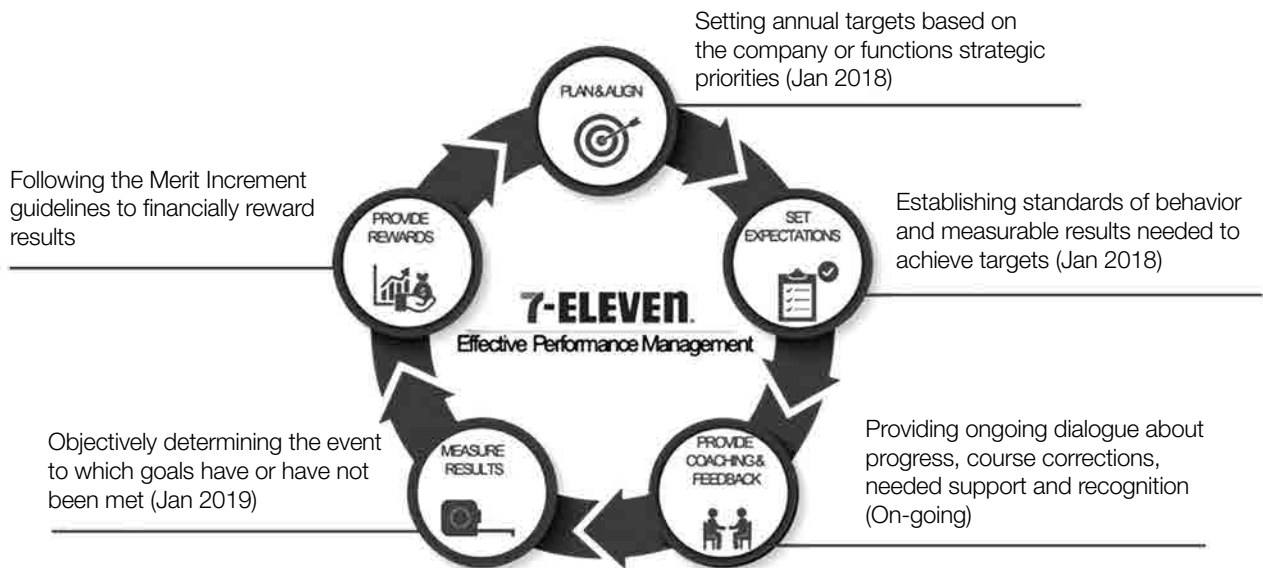 Setting annual targets based on
the company or functions strategic
priorities (Jan 2018)
PLAN & ALIGN
Following the Merit Increment
guidelines to financially reward
results
PROVIDE
REWARDS
SET
EXPECTATIONS
Establishing standards of behavior
and measurable results needed to
achieve targets (Jan 2018)
7-ELEVEn.
Effective Performance Management
Objectively determining the event
to which goals have or have not
been met (Jan 2019)
MEASURE
RESULTS
PROVIDE
COACHING &
FEEDBACK
Providing ongoing dialogue about
progress, course corrections,
needed support and recognition
(On-going)